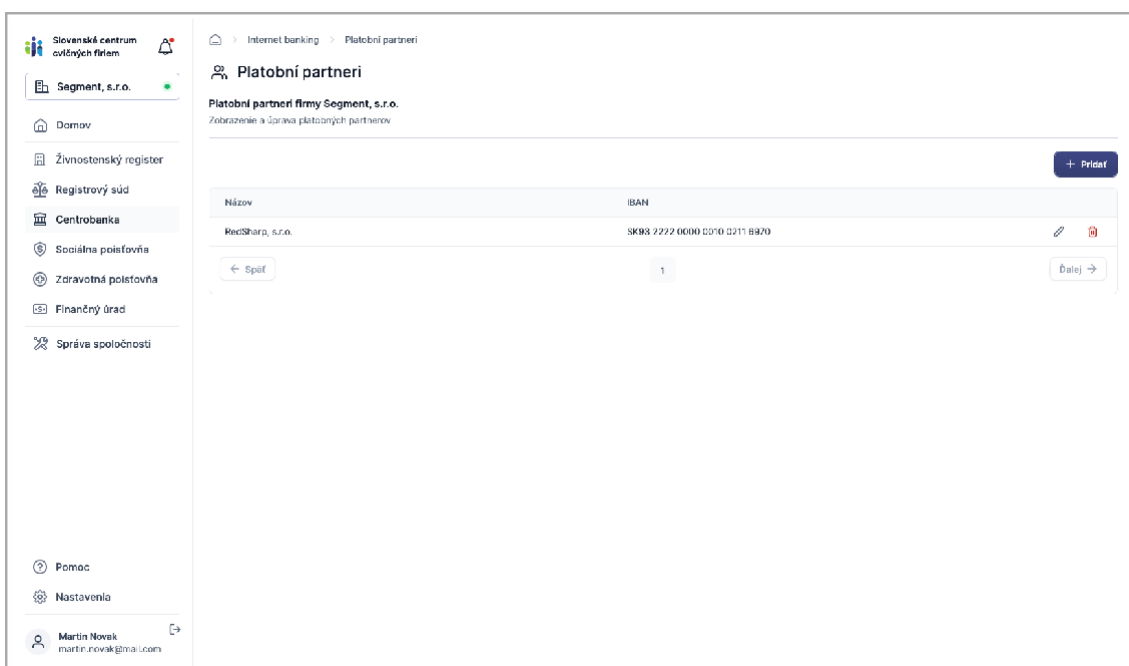 Slovenské centrum
cvičných firiem
Segment, s.r.o.
Domov
Živnostenský register
Registrový súd
Centrobanka
Sociálna poisťovňa
Zdravotná poisťovňa
Finančný úrad
Správa spoločnosti
Pomoc
Nastavenia
Martin Novak
martin.novak@mail.com
Internet banking
Platobní partneri
Platobní partneri
Platobní partneri firmy Segment, s.r.o.
Zobrazenie a úprava platobných partnerov
+ Pridať
Názov IBAN
RedSharp, s.r.o. SK93 2222 0000 0010 0211 6970
← Späť 1 Ďalej →